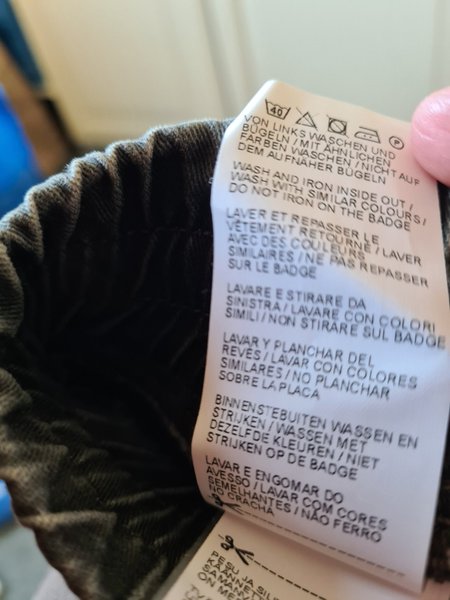 40 P
VON LINKS WASCHEN UND
BÜGELN / MIT ÄHNLICHEN
FARBEN WASCHEN / NICHT AUF
DEM AUFNÄHER BÜGELN
WASH AND IRON INSIDE OUT /
WASH WITH SIMILAR COLOURS /
DO NOT IRON ON THE BADGE
LAVER ET REPASSER LE
VÊTEMENT RETOURNÉ / LAVER
AVEC DES COULEURS
SIMILAIRES / NE PAS REPASSER
SUR LE BADGE
LAVARE E STIRARE DA
SINISTRA / LAVARE CON COLORI
SIMILI / NON STIRARE SUL BADGE
LAVAR Y PLANCHAR DEL
REVÉS / LAVAR CON COLORES
SIMILARES / NO PLANCHAR
SOBRE LA PLACA
BINNENSTEBUITEN WASSEN EN
STRIJKEN / WASSEN MET
DEZELFDE KLEUREN / NIET
STRIJKEN OP DE BADGE
LAVAR E ENGOMAR DO
AVESSO / LAVAR COM CORES
SEMELHANTES / NÃO FERRO
NO CRACHÁ
PESU JA SILI